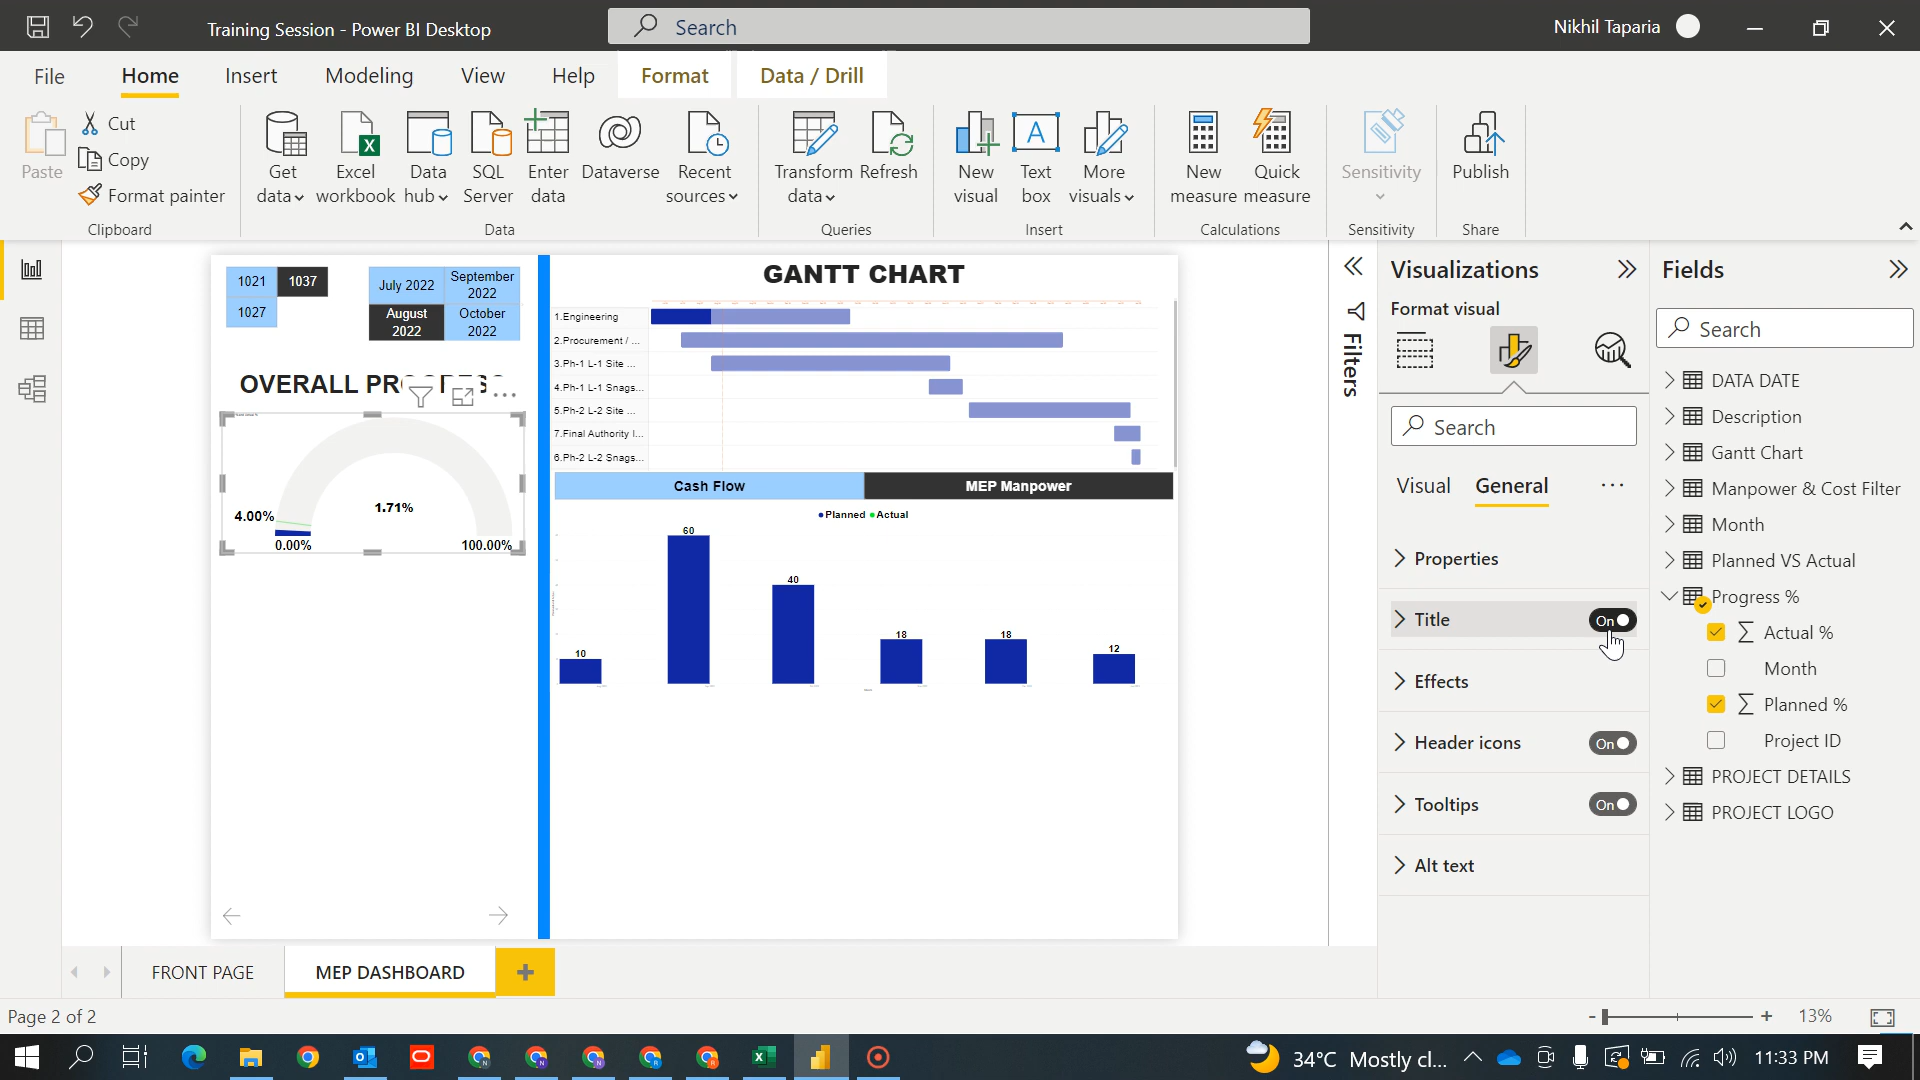 Training Session - Power BI Desktop
Search
Nikhil Taparia
File
Home
Insert
Modeling
View
Help
Format
Data / Drill
Paste
Cut
Copy
Format painter
Clipboard
Get data
Excel workbook
Data hub
SQL Server
Enter data
Dataverse
Recent sources
Data
Transform data
Refresh
Queries
New visual
Text box
More visuals
Insert
New measure
Quick measure
Calculations
Sensitivity
Sensitivity
Publish
Share
1021
1037
1027
July 2022
September 2022
August 2022
October 2022
OVERALL
4.00%
1.71%
0.00%
100.00%
GANTT CHART
1.Engineering
2.Procurement / ...
3.Ph-1 L-1 Site ...
4.Ph-1 L-1 Snags...
5.Ph-2 L-2 Site ...
7.Final Authority I...
6.Ph-2 L-2 Snags...
Cash Flow
MEP Manpower
Planned
Actual
10
60
40
18
18
12
Filters
Visualizations
Format visual
Search
Visual
General
...
Properties
Title
On
Effects
Header icons
On
Tooltips
On
Alt text
Fields
Search
DATA DATE
Description
Gantt Chart
Manpower & Cost Filter
Month
Planned VS Actual
Progress %
Actual %
Month
Planned %
Project ID
PROJECT DETAILS
PROJECT LOGO
FRONT PAGE
MEP DASHBOARD
Page 2 of 2
- + 13%
34°C Mostly cl...
11:33 PM